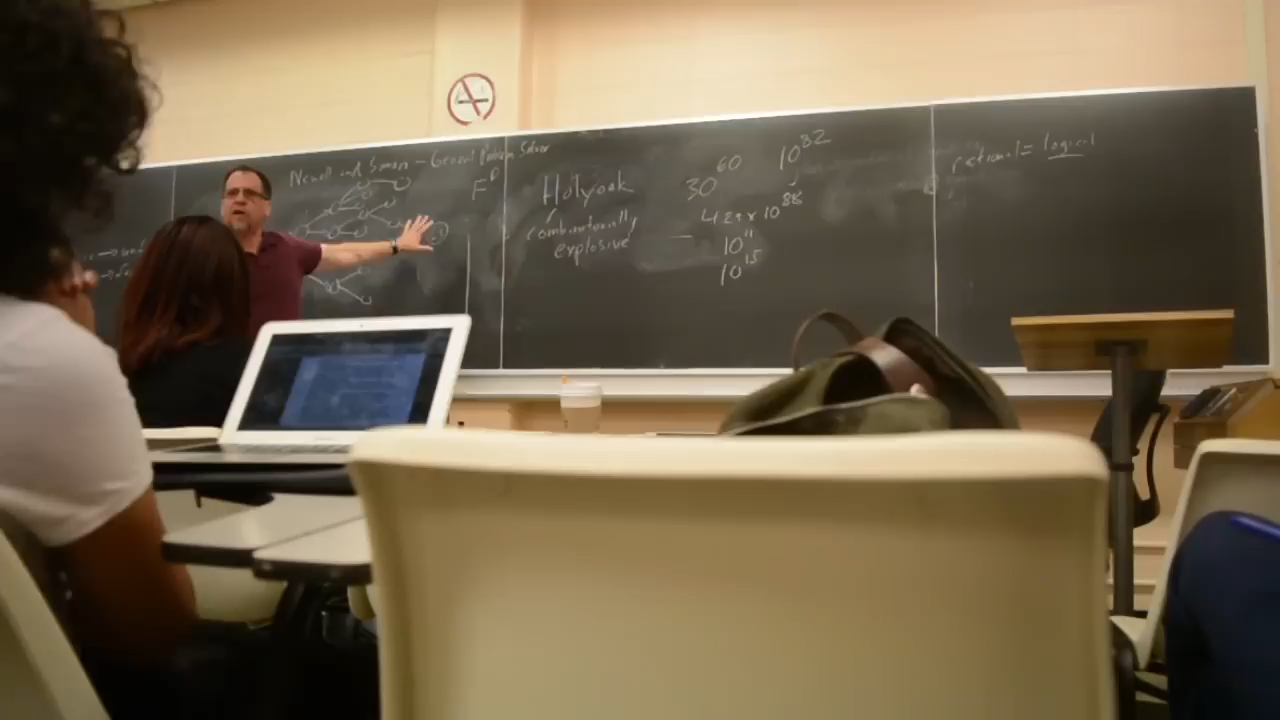 Newell and Simon - General Problem Solver
F^D
Holyoak
combinatorially
explosive
30^60
10^82
4.29 x 10^88
10^11
10^15
rational = logical